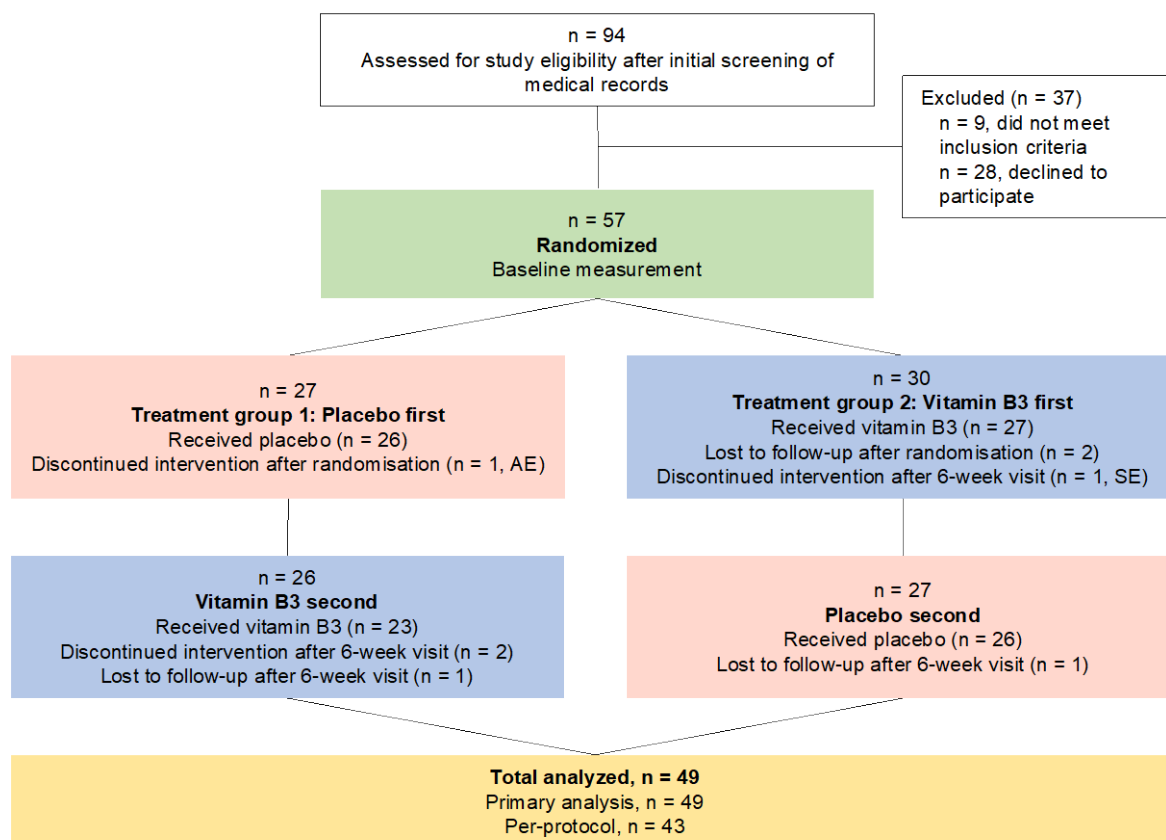 n = 94
Assessed for study eligibility after initial screening of
medical records
Excluded (n = 37)
n = 9, did not meet
inclusion criteria
n = 28, declined to
participate
n = 57
Randomized
Baseline measurement
n = 27
Treatment group 1: Placebo first
Received placebo (n = 26)
Discontinued intervention after randomisation (n = 1, AE)
n = 30
Treatment group 2: Vitamin B3 first
Received vitamin B3 (n = 27)
Lost to follow-up after randomisation (n = 2)
Discontinued intervention after 6-week visit (n = 1, SE)
n = 26
Vitamin B3 second
Received vitamin B3 (n = 23)
Discontinued intervention after 6-week visit (n = 2)
Lost to follow-up after 6-week visit (n = 1)
n = 27
Placebo second
Received placebo (n = 26)
Lost to follow-up after 6-week visit (n = 1)
Total analyzed, n = 49
Primary analysis, n = 49
Per-protocol, n = 43